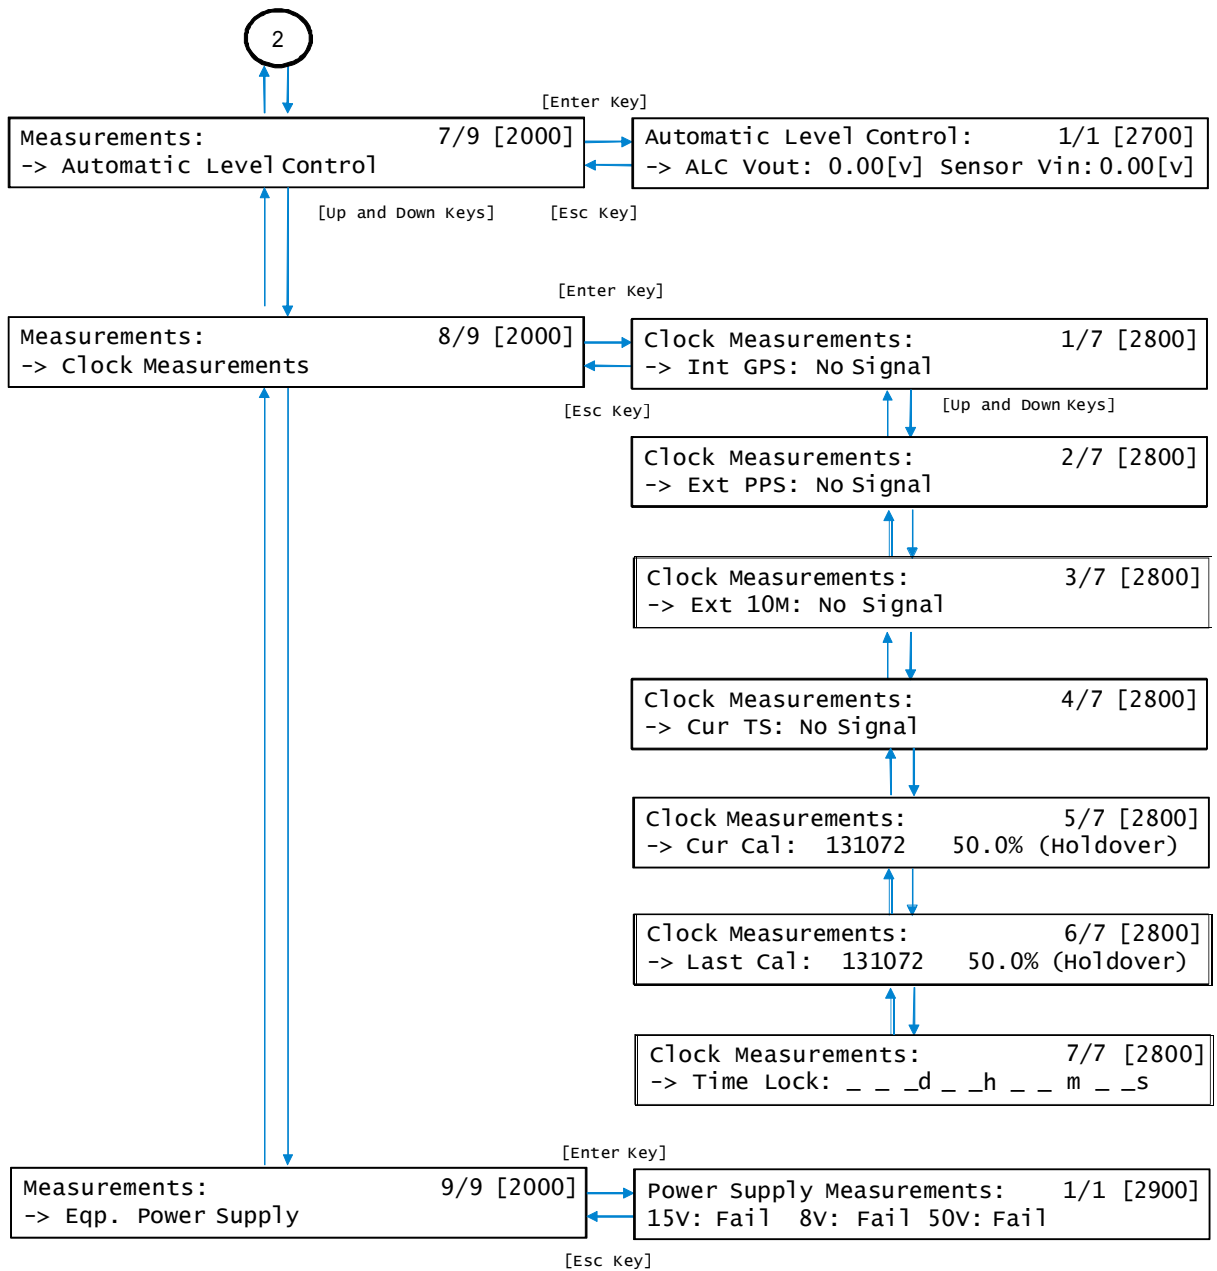 2
[Enter Key]
Measurements: 7/9 [2000]
-> Automatic Level Control
Automatic Level Control: 1/1 [2700]
-> ALC Vout: 0.00[v] Sensor Vin: 0.00[v]
[Up and Down Keys] [Esc Key]
[Enter Key]
Measurements: 8/9 [2000]
-> Clock Measurements
Clock Measurements: 1/7 [2800]
-> Int GPS: No Signal
[Esc Key]
[Up and Down Keys]
Clock Measurements: 2/7 [2800]
-> Ext PPS: No Signal
Clock Measurements: 3/7 [2800]
-> Ext 10M: No Signal
Clock Measurements: 4/7 [2800]
-> Cur TS: No Signal
Clock Measurements: 5/7 [2800]
-> Cur Cal: 131072 50.0% (Holdover)
Clock Measurements: 6/7 [2800]
-> Last Cal: 131072 50.0% (Holdover)
Clock Measurements: 7/7 [2800]
-> Time Lock: _ _ _d _ _h _ _ m _ _s
[Enter Key]
Measurements: 9/9 [2000]
-> Eqp. Power Supply
Power Supply Measurements: 1/1 [2900]
15V: Fail 8V: Fail 50V: Fail
[Esc Key]